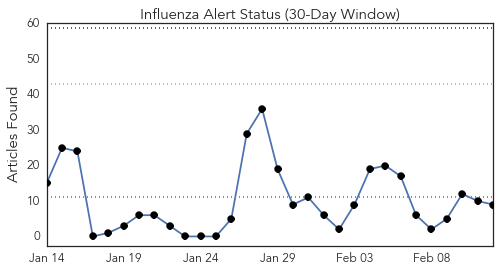 Influenza Alert Status (30-Day Window)
60
50
40
30
20
10
0
Articles Found
Jan 14 Jan 19 Jan 24 Jan 29 Feb 03 Feb 08